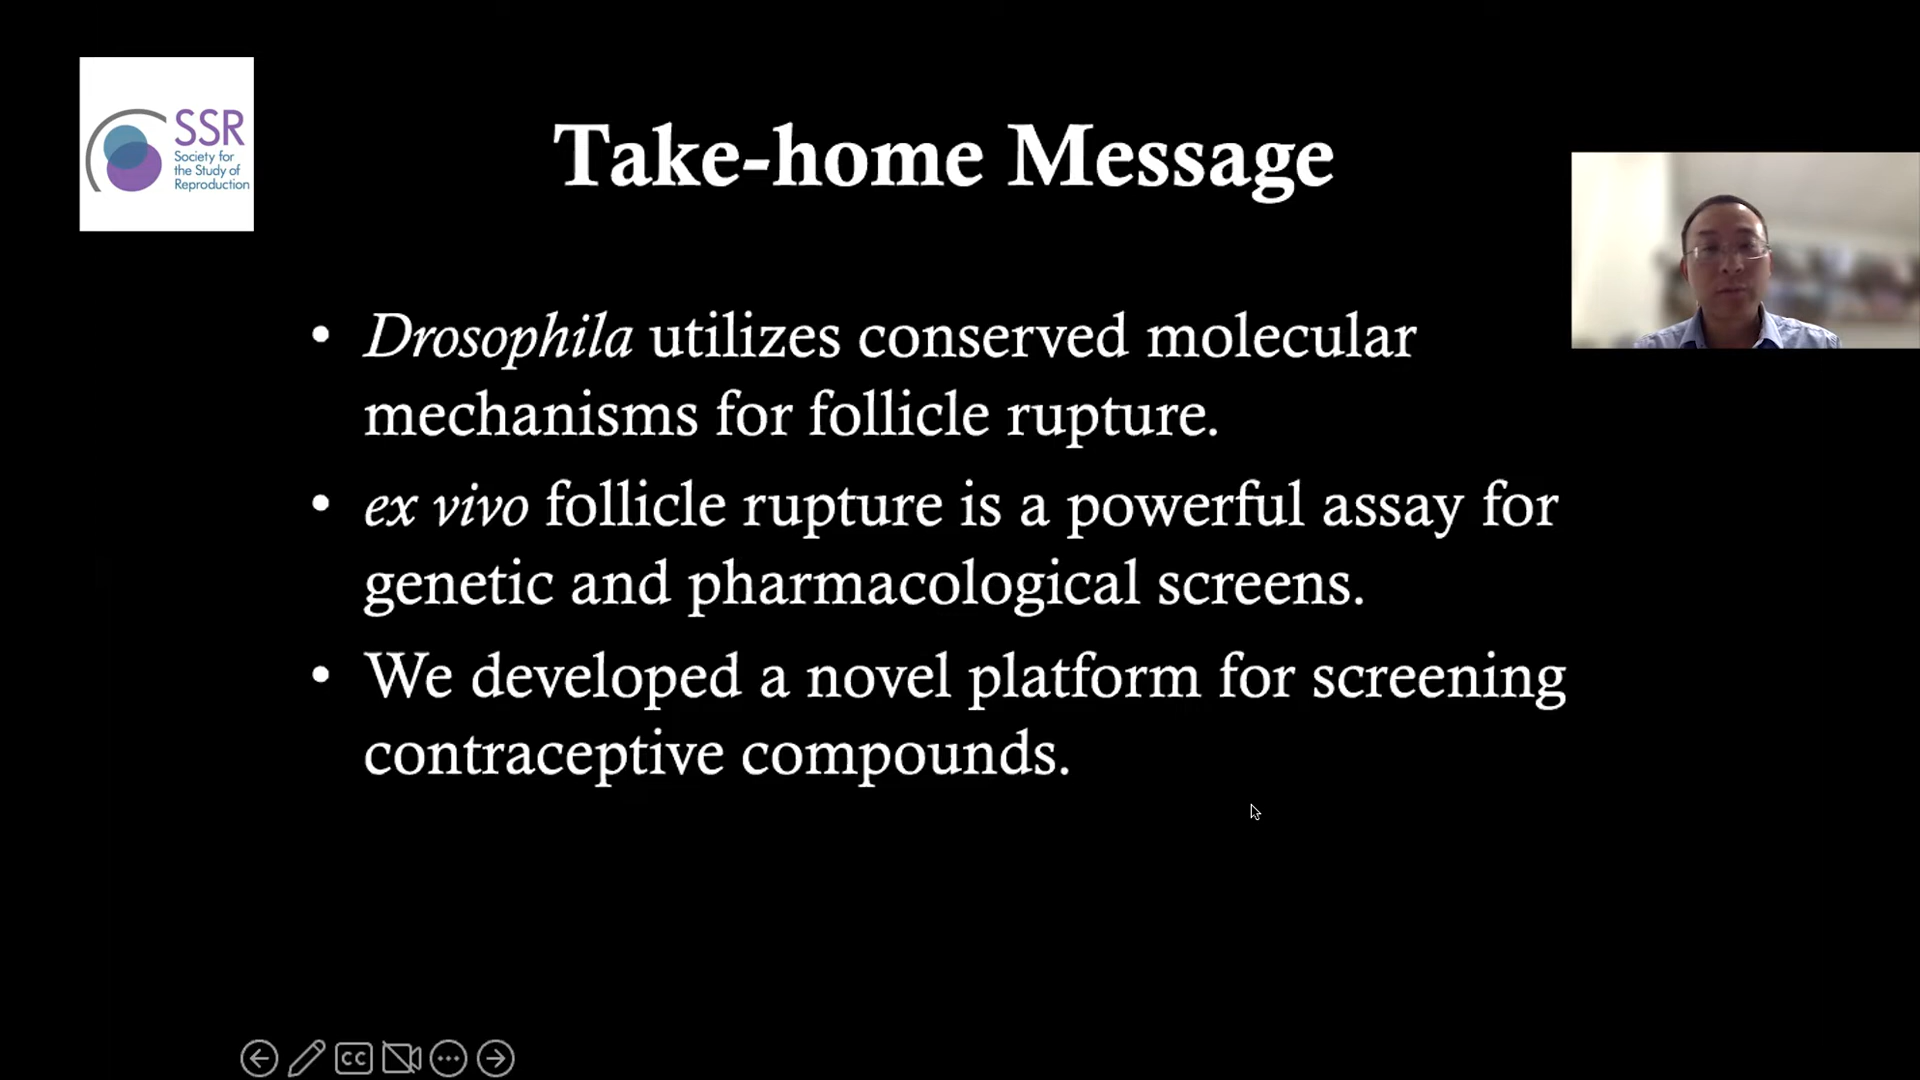 SSR
Society for
the Study of
Reproduction
Take-home Message
• Drosophila utilizes conserved molecular
mechanisms for follicle rupture.
• ex vivo follicle rupture is a powerful assay for
genetic and pharmacological screens.
• We developed a novel platform for screening
contraceptive compounds.
CC